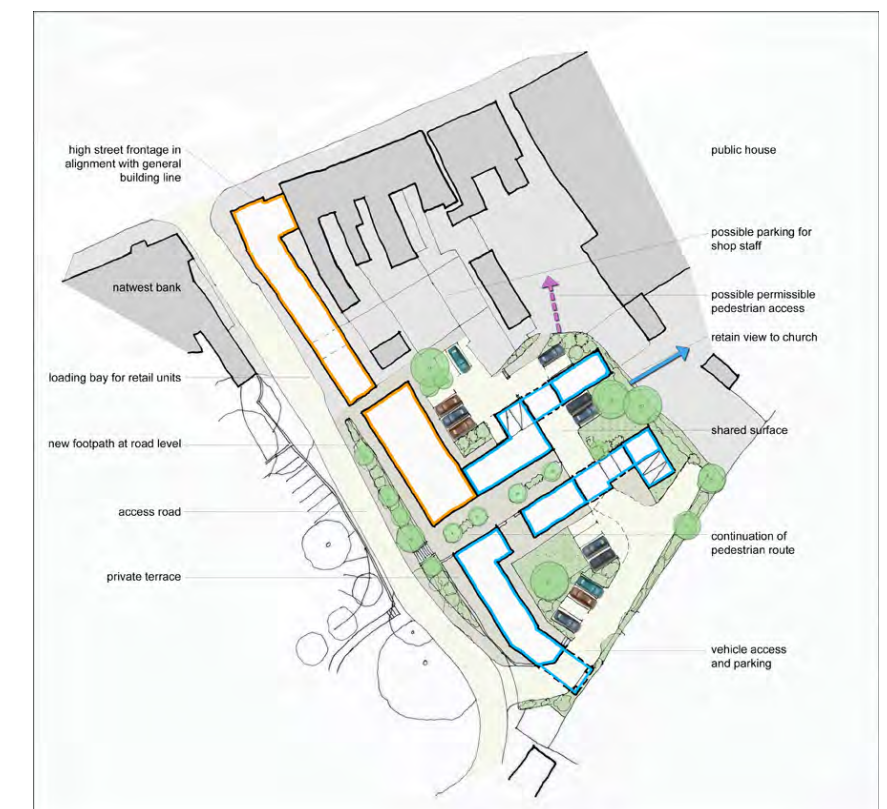 high street frontage in
alignment with general
building line
natwest bank
loading bay for retail units
new footpath at road level
access road
private terrace
public house
possible parking for
shop staff
possible permissible
pedestrian access
retain view to church
shared surface
continuation of
pedestrian route
vehicle access
and parking